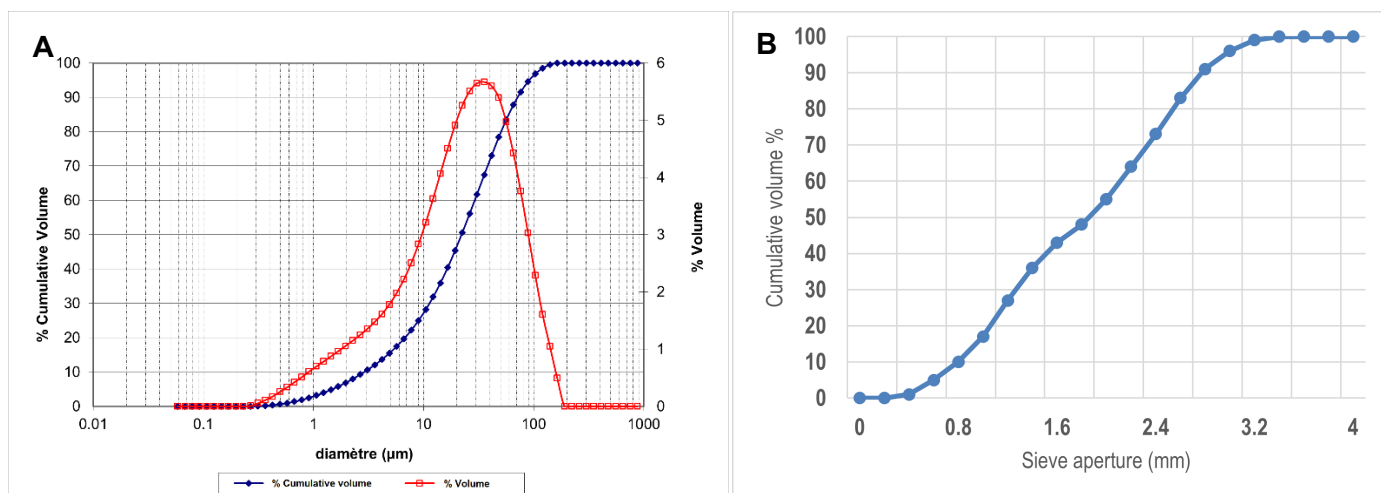 A
% Cumulative Volume
100
90
80
70
60
50
40
30
20
10
0
6
5
4
3
2
1
0
% Volume
0.01 0.1 1 10 100 1000
diamètre (µm)
% Cumulative volume % Volume
B
Cumulative volume %
100
90
80
70
60
50
40
30
20
10
0
0 0.8 1.6 2.4 3.2 4
Sieve aperture (mm)